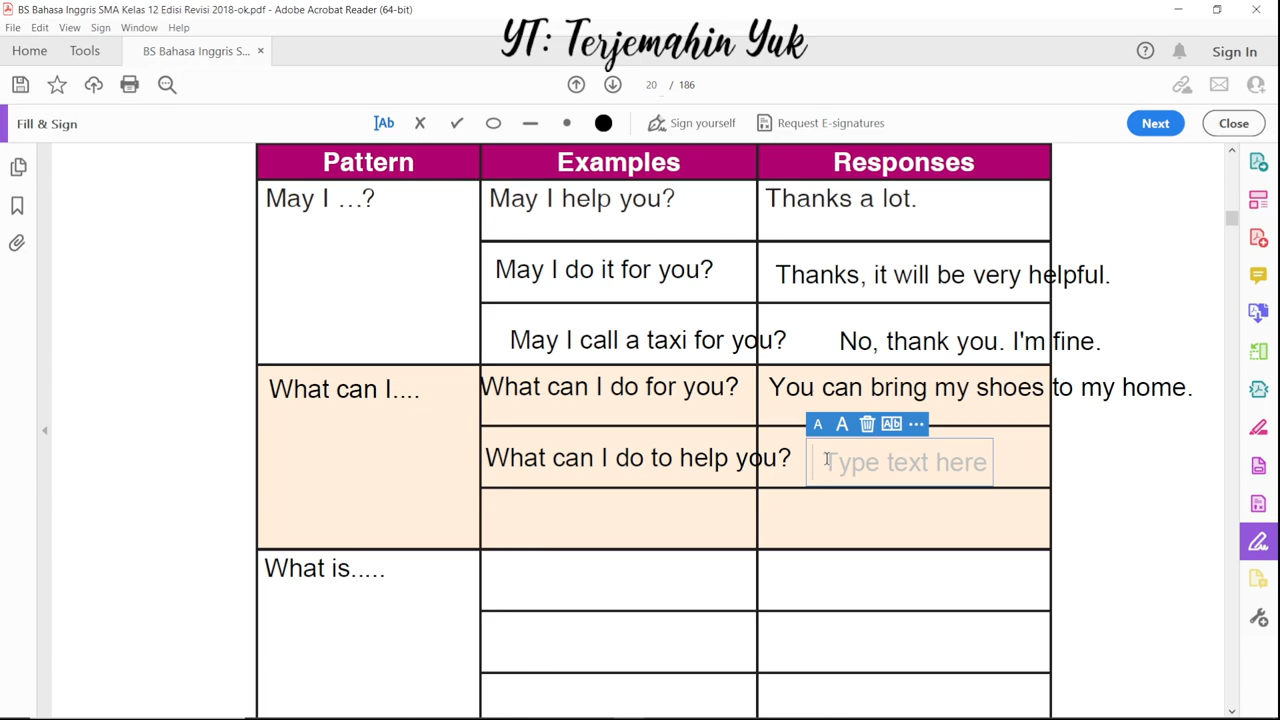 BS Bahasa Inggris SMA Kelas 12 Edisi Revisi 2018-ok.pdf - Adobe Acrobat Reader (64-bit)
File Edit View Sign Window Help
YT: Terjemahin Yuk
Home Tools BS Bahasa Inggris S... × Sign In
20 / 186
Fill & Sign Ab Sign yourself Request E-signatures Next Close
Pattern Examples Responses
May I ...? May I help you? Thanks a lot.
May I do it for you? Thanks, it will be very helpful.
May I call a taxi for you? No, thank you. I'm fine.
What can I.... What can I do for you? You can bring my shoes to my home.
A A Ab ...
What can I do to help you? Type text here
What is.....